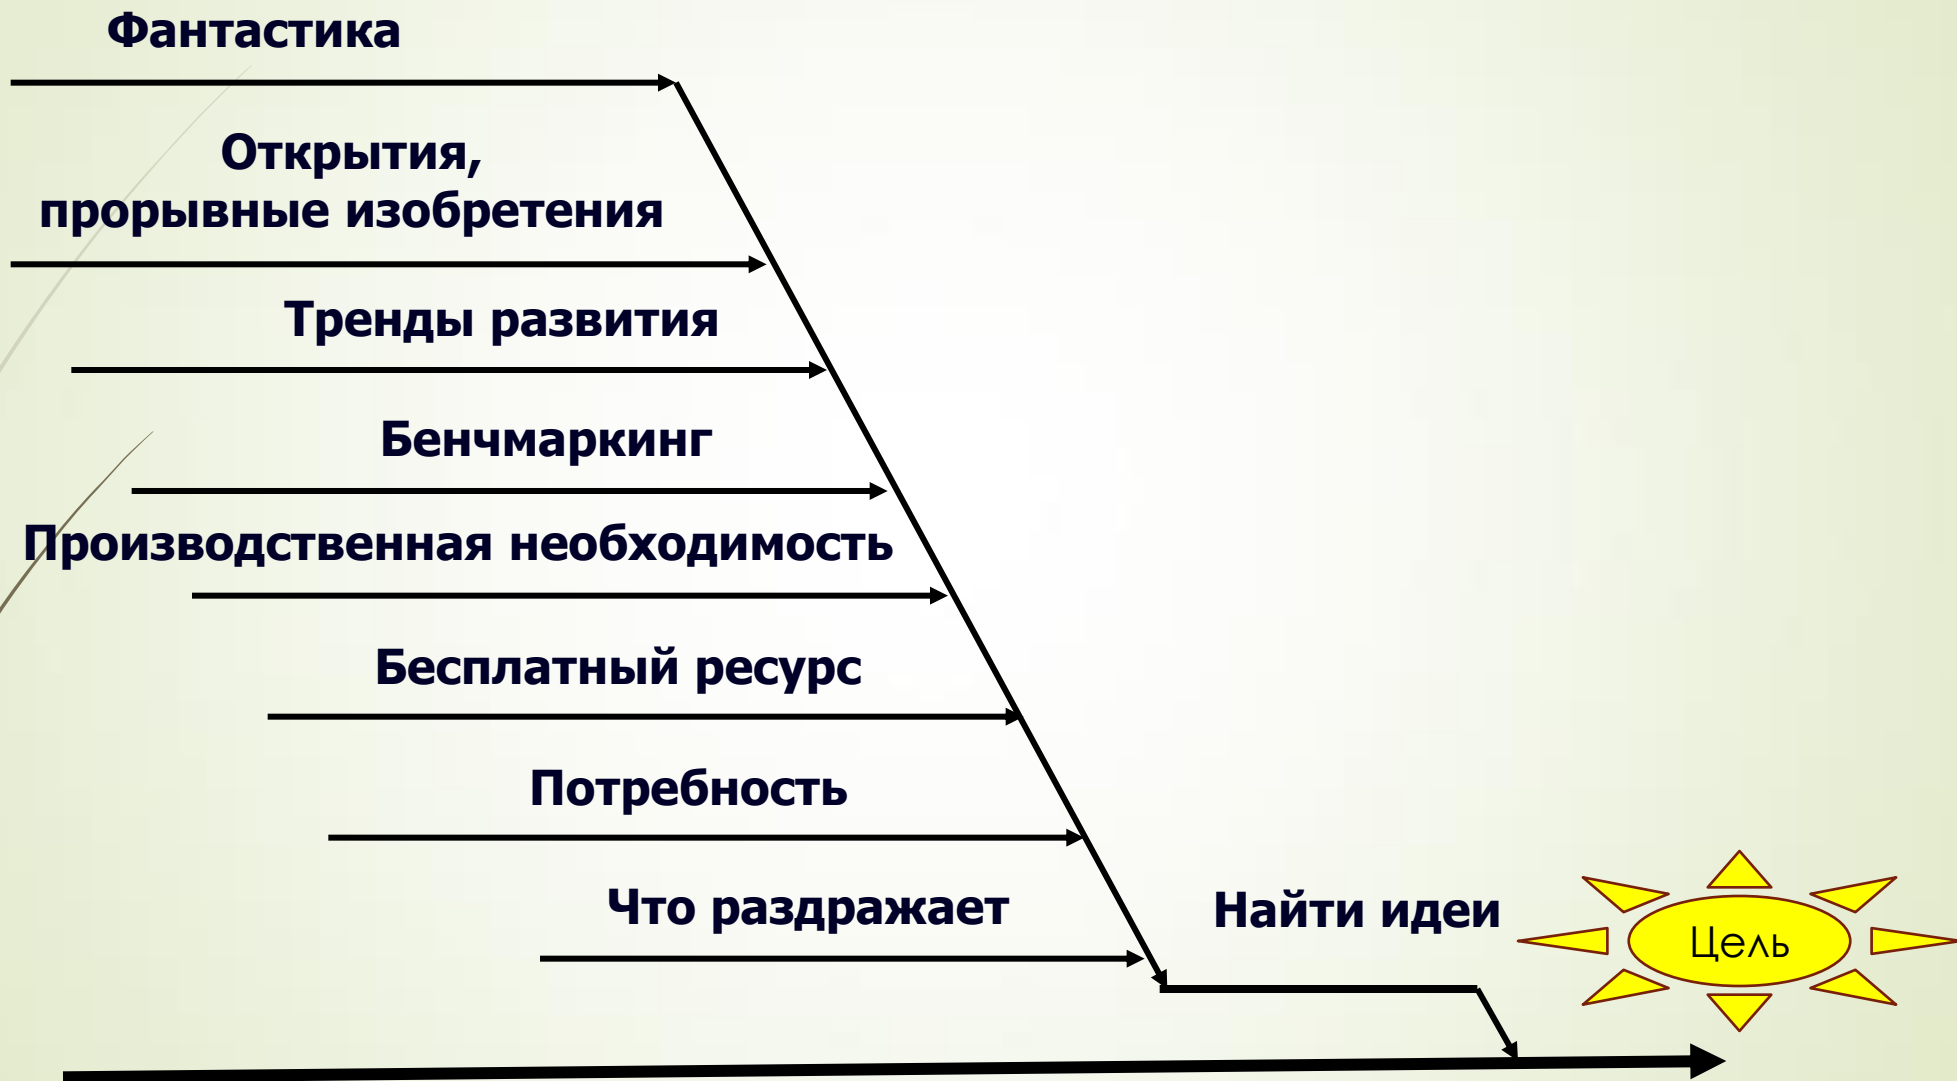 Фантастика
Открытия,
прорывные изобретения
Тренды развития
Бенчмаркинг
Производственная необходимость
Бесплатный ресурс
Потребность
Что раздражает
Найти идеи
Цель